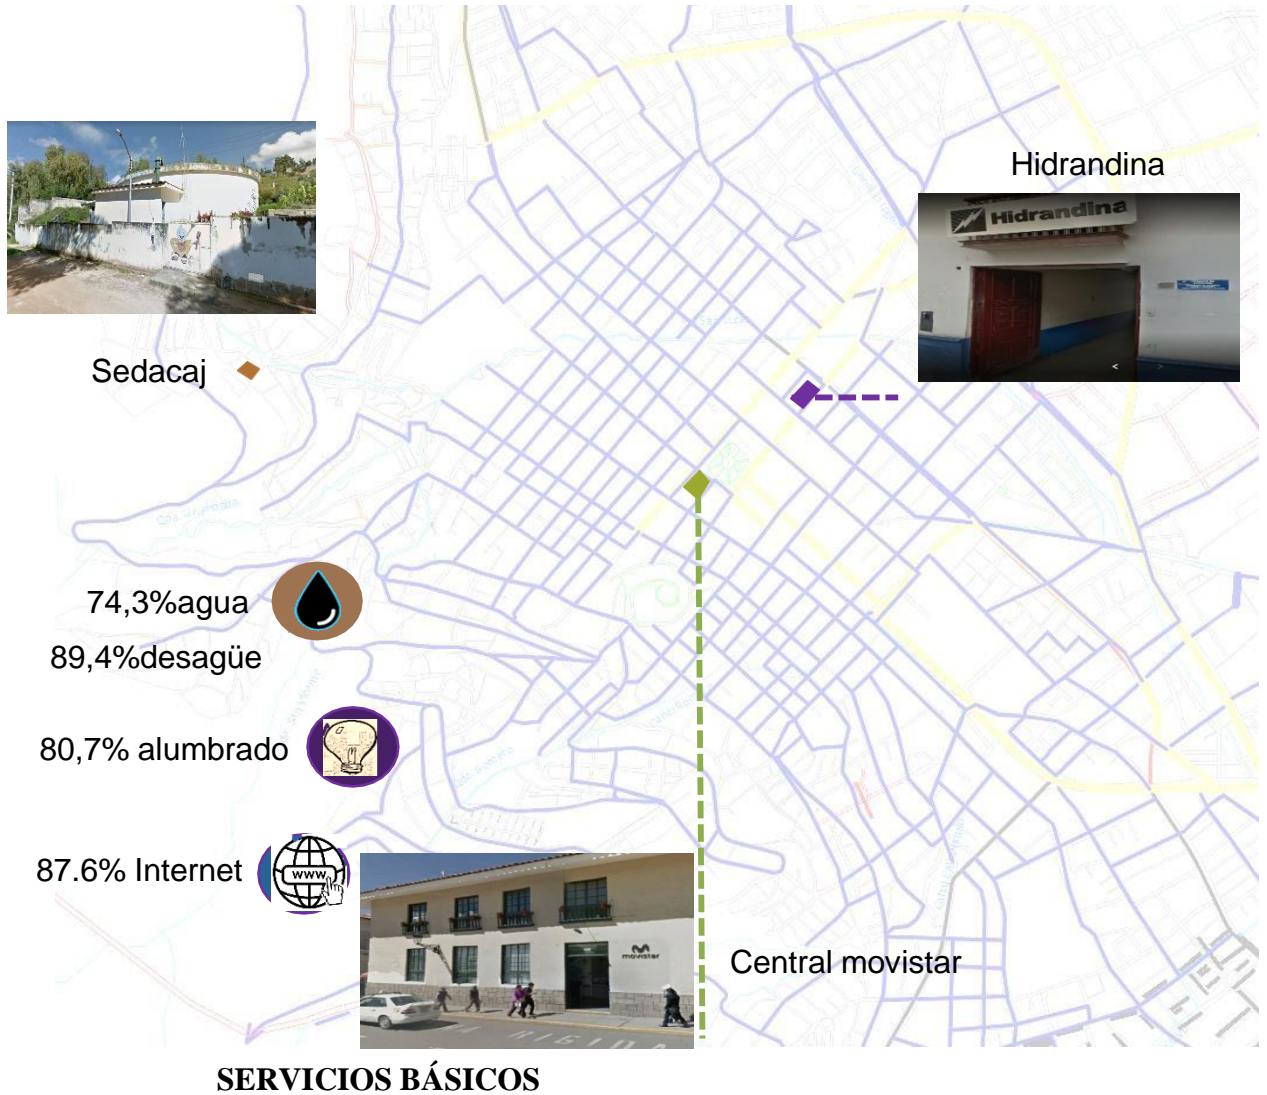 Hidrandina
Hidrandina
Sedacaj
74,3%agua
89,4%desagüe
80,7% alumbrado
87.6% Internet
www
movistar
Central movistar
SERVICIOS BÁSICOS